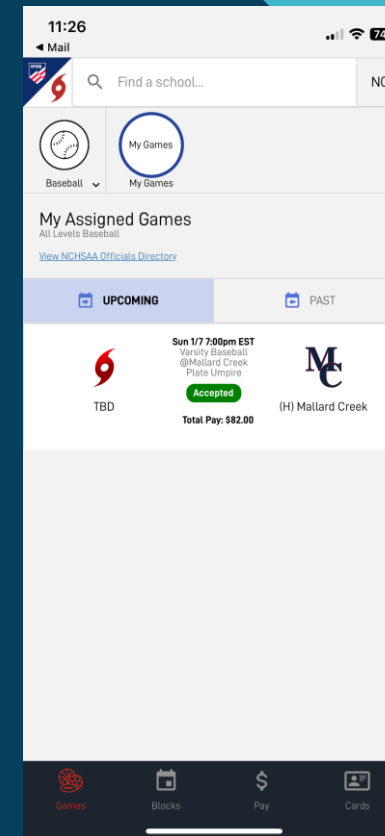 11:26
74
◄ Mail
Find a school...
NC
My Games
Baseball
My Games
My Assigned Games
All Levels Baseball
View NCHSAA Officials Directory
UPCOMING
PAST
Sun 1/7 7:00pm EST
Varsity Baseball
@Mallard Creek
Plate Umpire
Accepted
Total Pay: $82.00
TBD
MC
(H) Mallard Creek
Games
Blocks
Pay
Cards